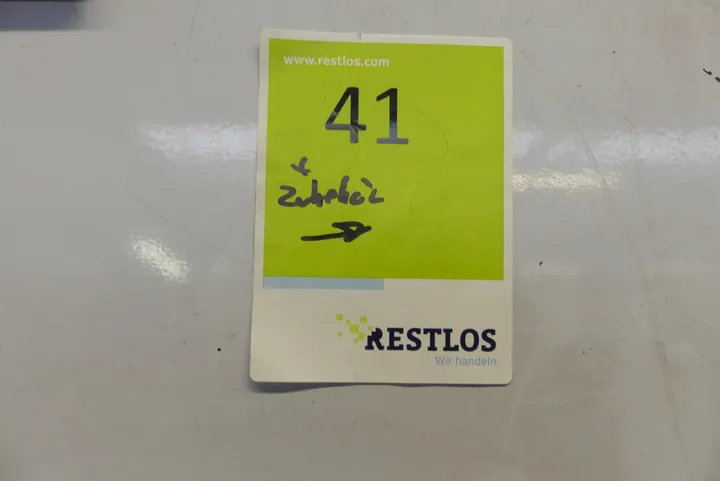 www.restlos.com
41
+
Zubehör
RESTLOS
Wir handeln.